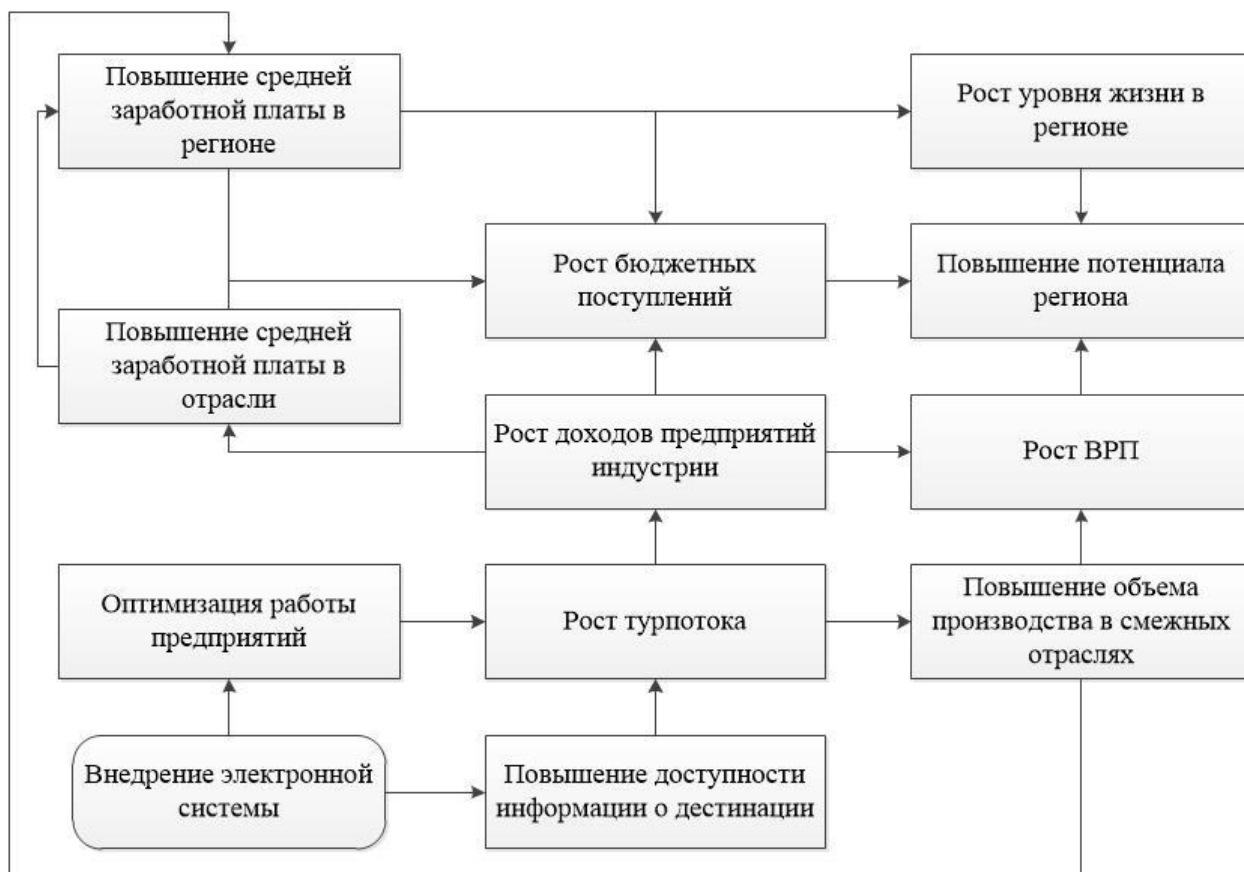 Повышение средней
заработной платы в
регионе
Рост уровня жизни в
регионе
Рост бюджетных
поступлений
Повышение потенциала
региона
Повышение средней
заработной платы в
отрасли
Рост доходов предприятий
индустрии
Рост ВРП
Оптимизация работы
предприятий
Рост турпотока
Повышение объема
производства в смежных
отраслях
Внедрение электронной
системы
Повышение доступности
информации о дестинации